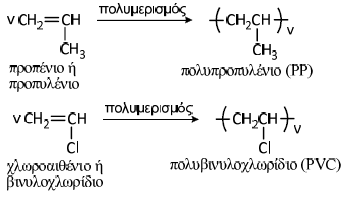 νCH₂=CH πολυμερισμός (CH₂CH)ν
CH₃ CH₃
προπένιο ή
προπυλένιο
πολυπροπυλένιο (PP)
νCH₂=CH πολυμερισμός (CH₂CH)ν
Cl Cl
χλωροαιθένιο ή
βινυλοχλωρίδιο
πολυβινυλοχλωρίδιο (PVC)